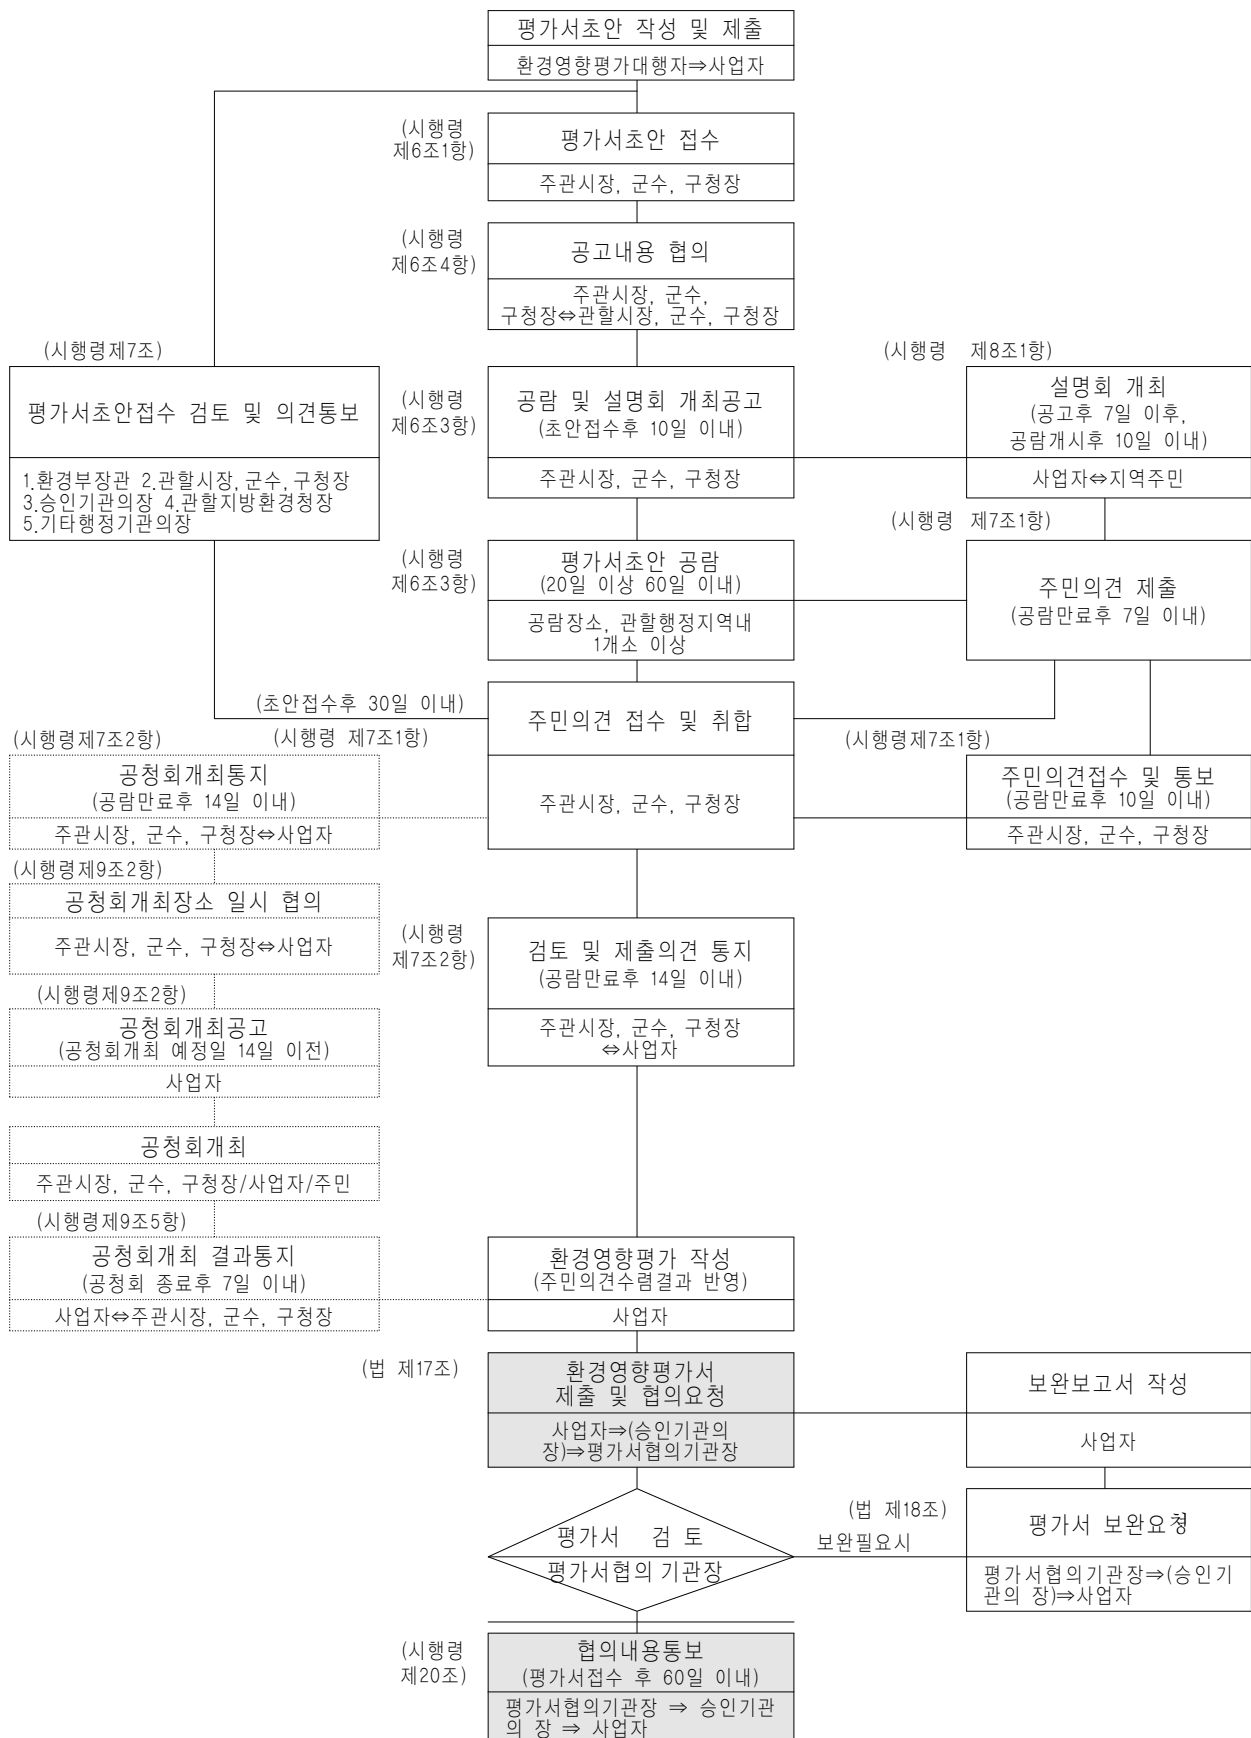 평가서초안 작성 및 제출
환경영향평가대행자⇒사업자
(시행령
제6조1항)
평가서초안 접수
주관시장, 군수, 구청장
(시행령
제6조4항)
공고내용 협의
주관시장, 군수,
구청장⇔관할시장, 군수, 구청장
(시행령제7조)
평가서초안접수 검토 및 의견통보
1.환경부장관 2.관할시장,군수,구청장
3.승인기관의장 4.관할지방환경청장
5.기타행정기관의장
(시행령
제6조3항)
공람 및 설명회 개최공고
(초안접수후 10일 이내)
주관시장, 군수, 구청장
(시행령 제8조1항)
설명회 개최
(공고후 7일 이후,
공람개시후 10일 이내)
사업자⇔지역주민
(시행령
제6조3항)
평가서초안 공람
(20일 이상 60일 이내)
공람장소, 관할행정지역내
1개소 이상
(시행령 제7조1항)
주민의견 제출
(공람만료후 7일 이내)
(초안접수후 30일 이내)
(시행령 제7조1항)
주민의견 접수 및 취합
주관시장, 군수, 구청장
(시행령제7조1항)
주민의견접수 및 통보
(공람만료후 10일 이내)
주관시장, 군수, 구청장
(시행령제7조2항)
공청회개최통지
(공람만료후 14일 이내)
주관시장, 군수, 구청장⇔사업자
(시행령제9조2항)
공청회개최장소 일시 협의
주관시장, 군수, 구청장⇔사업자
(시행령
제7조2항)
검토 및 제출의견 통지
(공람만료후 14일 이내)
주관시장, 군수, 구청장
⇔사업자
(시행령제9조2항)
공청회개최공고
(공청회개최 예정일 14일 이전)
사업자
공청회개최
주관시장, 군수, 구청장/사업자/주민
(시행령제9조5항)
공청회개최 결과통지
(공청회 종료후 7일 이내)
사업자⇔주관시장, 군수, 구청장
환경영향평가 작성
(주민의견수렴결과 반영)
사업자
(법 제17조)
환경영향평가서
제출 및 협의요청
사업자⇒(승인기관의
장)⇒평가서협의기관장
보완보고서 작성
사업자
평가서 검 토
평가서협의 기관장
(법 제18조)
보완필요시
평가서 보완요청
평가서협의기관장⇒(승인기
관의 장)⇒사업자
(시행령
제20조)
협의내용통보
(평가서접수 후 60일 이내)
평가서협의기관장 ⇒ 승인기관
의 장 ⇒ 사업자